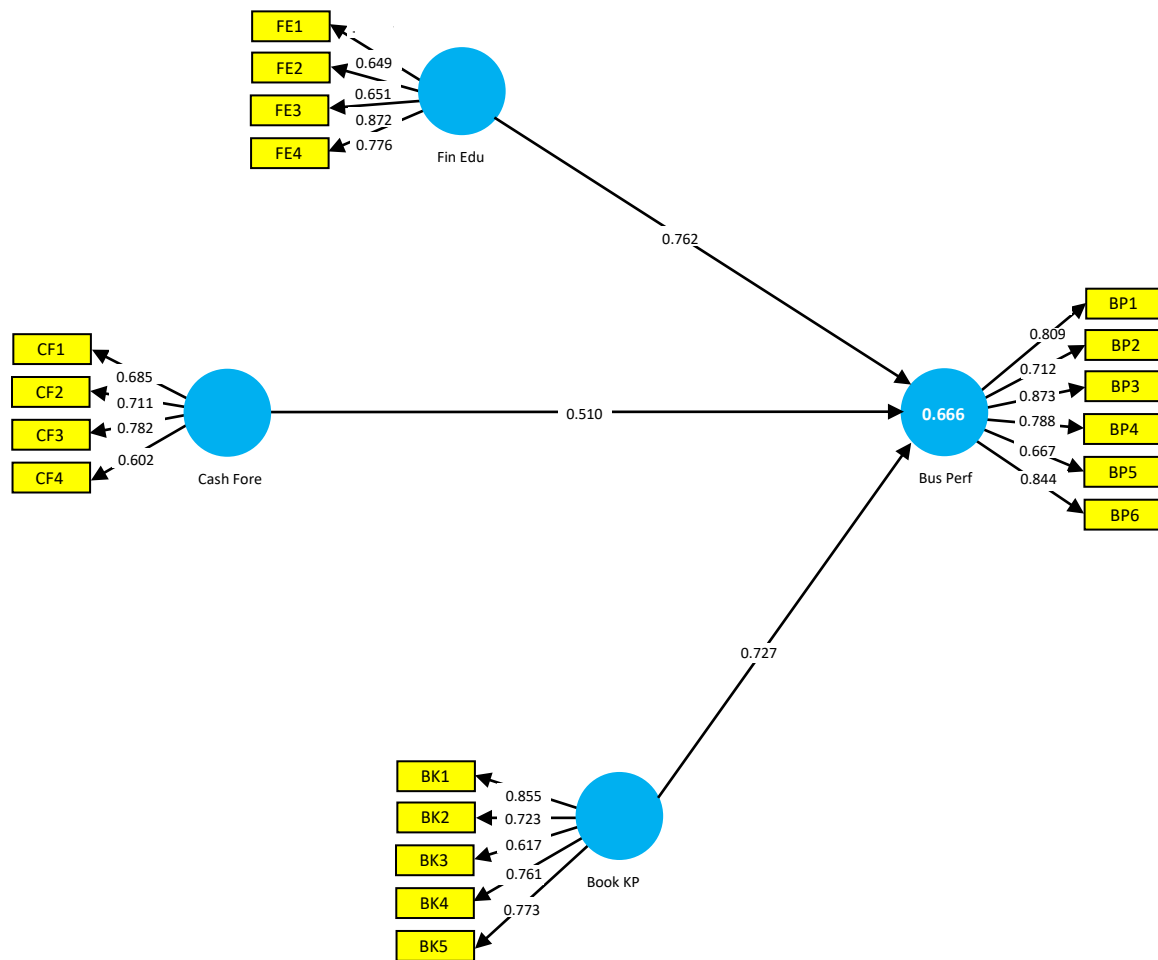 FE1
0.649
FE2
0.651
FE3
0.872
FE4
0.776
Fin Edu
0.762
CF1
0.685
CF2
0.711
CF3
0.782
CF4
0.602
Cash Fore
0.510
0.666
Bus Perf
BP1
0.809
BP2
0.712
BP3
0.873
BP4
0.788
BP5
0.667
BP6
0.844
0.727
BK1
0.855
BK2
0.723
BK3
0.617
BK4
0.761
BK5
0.773
Book KP